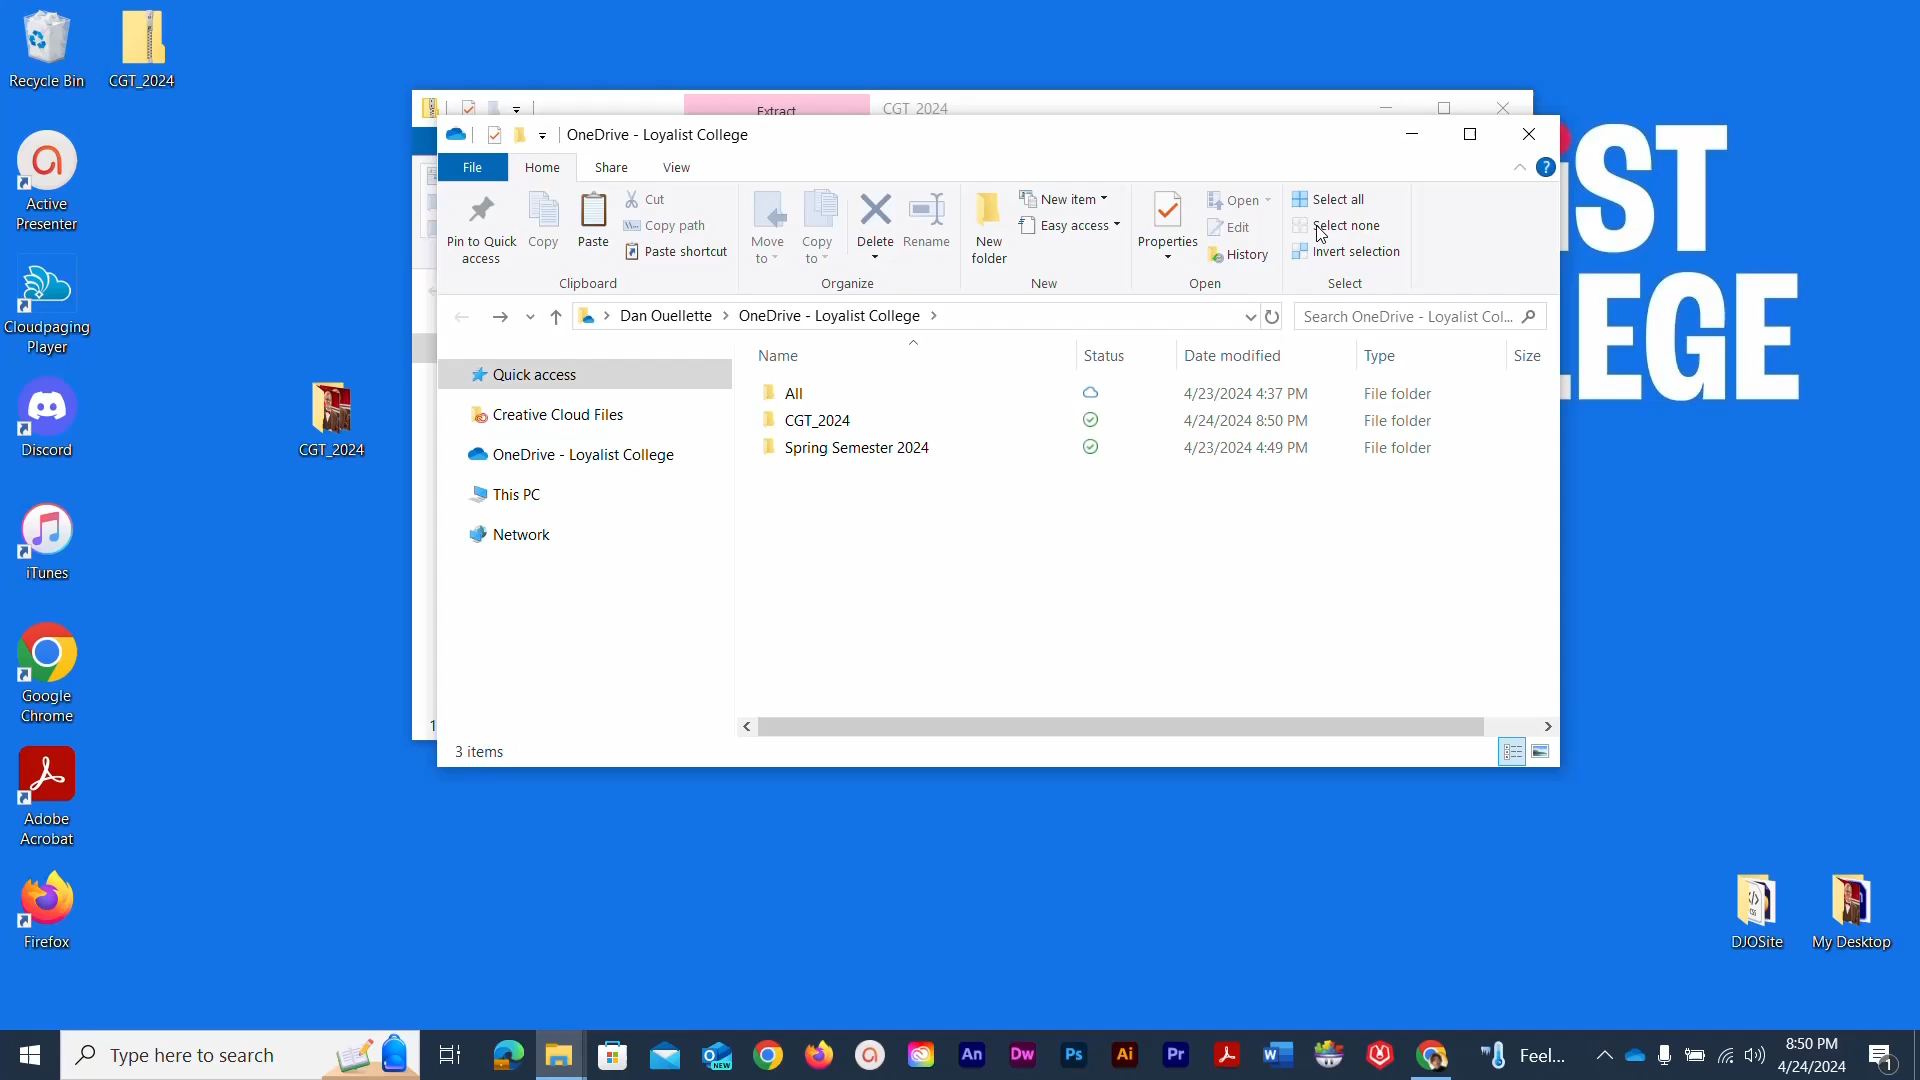 Recycle Bin
CGT_2024
Active
Presenter
Cloudpaging
Player
Discord
CGT_2024
iTunes
Google
Chrome
Adobe
Acrobat
Firefox
Extract
CGT_2024
OneDrive - Loyalist College
File
Home
Share
View
Pin to Quick
access
Copy
Paste
Cut
Copy path
Paste shortcut
Clipboard
Move
to
Copy
to
Delete
Rename
Organize
New
folder
New item
Easy access
New
Properties
Open
Edit
History
Open
Select all
Select none
Invert selection
Select
Dan Ouellette > OneDrive - Loyalist College >
Search OneDrive - Loyalist Col...
Quick access
Creative Cloud Files
OneDrive - Loyalist College
This PC
Network
Name Status Date modified Type Size
All 4/23/2024 4:37 PM File folder
CGT_2024 4/24/2024 8:50 PM File folder
Spring Semester 2024 4/23/2024 4:49 PM File folder
1
3 items
IST
LEGE
DJOSite
My Desktop
Type here to search
NEW
An
Dw
Ps
Ai
Pr
Feel...
8:50 PM
4/24/2024
1